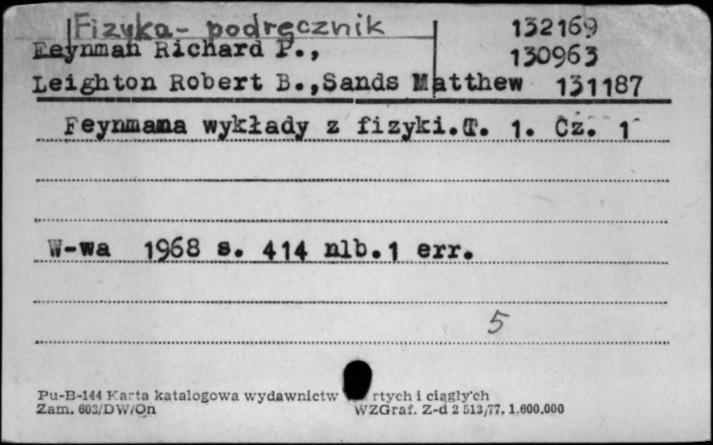 Fizyka - podręcznik 132169
Feynman Richard P., 130963
Leighton Robert B.,Sands Matthew 131187
Feynmana wykłady z fizyki.T. 1. Cz. 1
W-wa 1968 s. 414 nlb.1 err.
5
Pu-B-144 Karta katalogowa wydawnictw rtych i ciągłych
Zam. 603/DW/Qn WZGraf. Z-d 2 513/77. 1.600.000